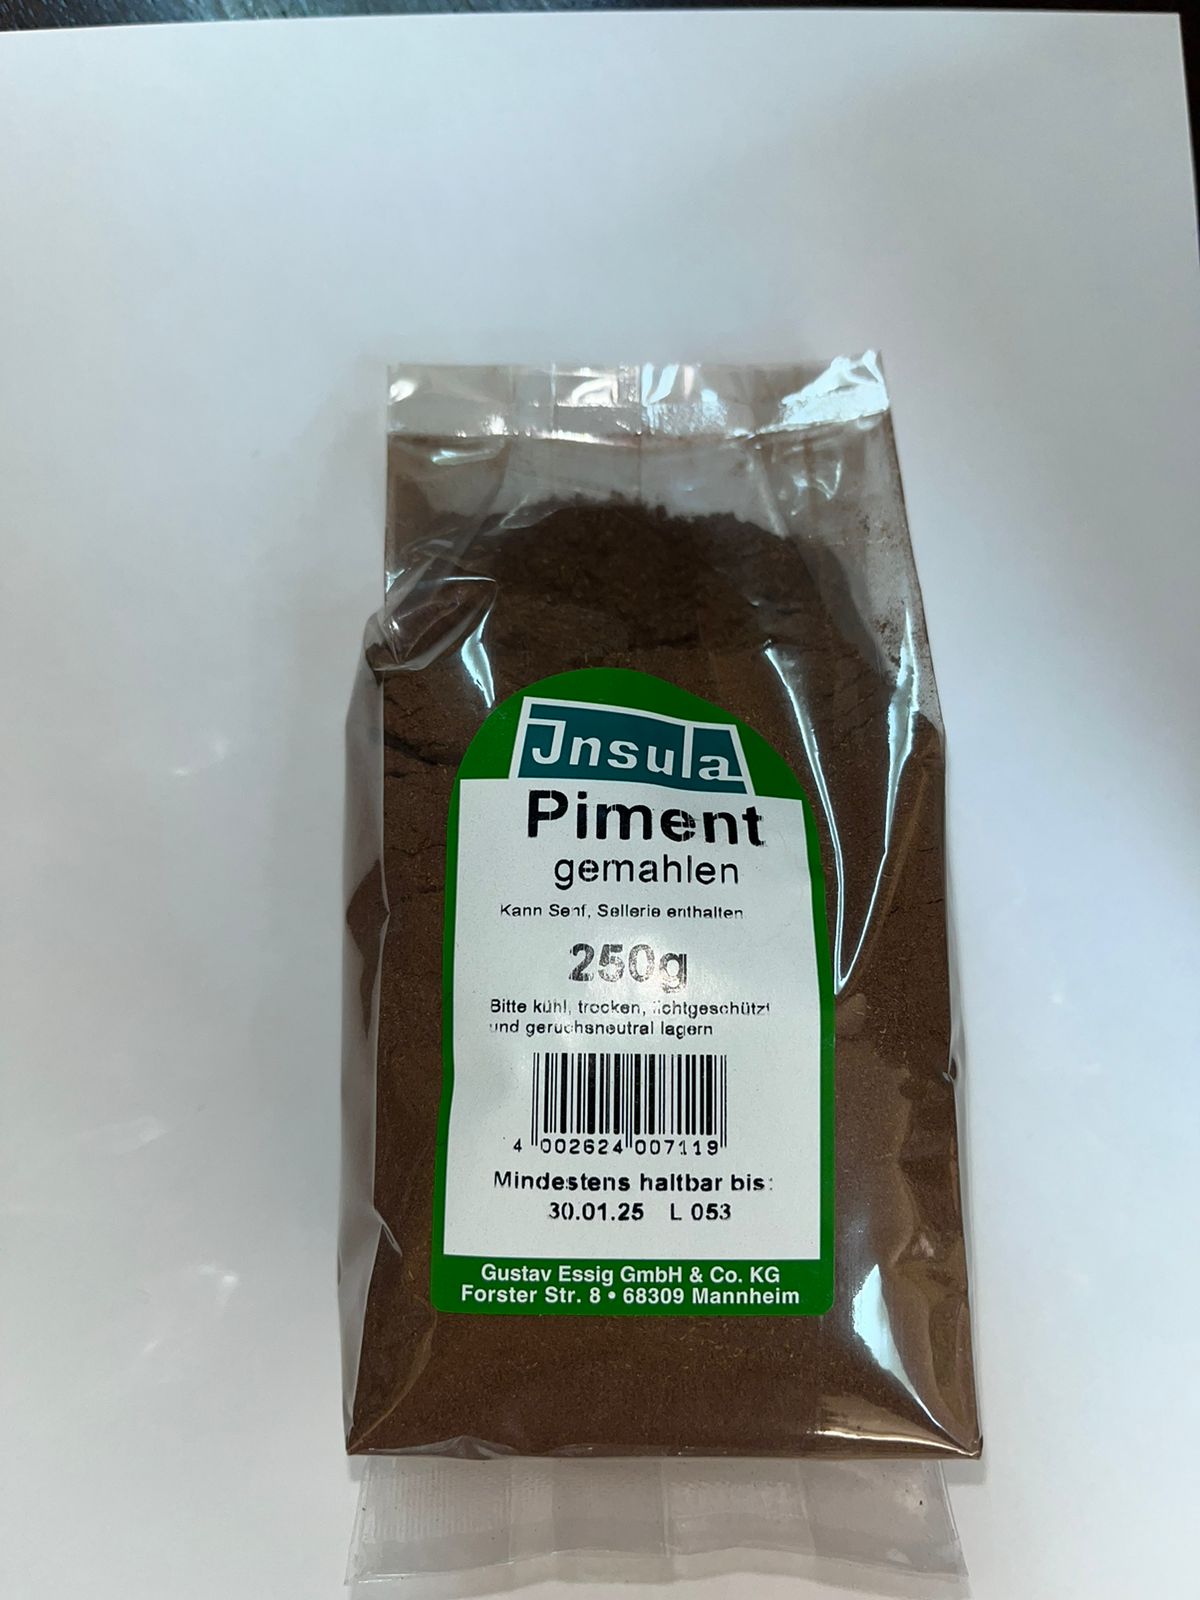 Jnsula
Piment
gemahlen
Kann Senf, Sellerie enthalten
250g
Bitte kühl, trocken, lichtgeschützt
und geruchsneutral lagern
4 002624 007119
Mindestens haltbar bis:
30.01.25 L 053
Gustav Essig GmbH & Co. KG
Forster Str. 8 • 68309 Mannheim